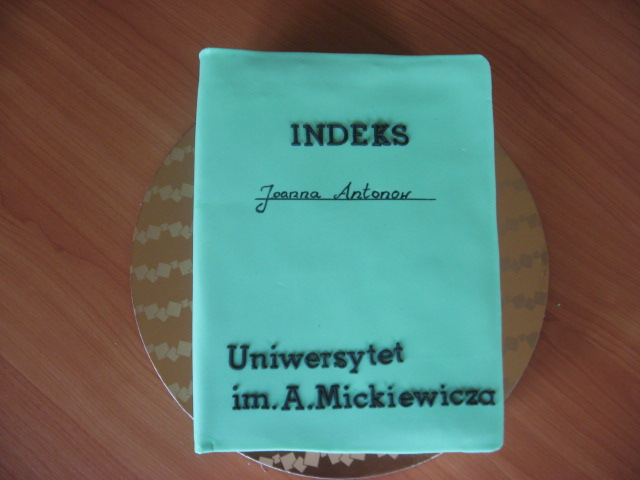 INDEKS
Joanna Antonow
Uniwersytet
im. A. Mickiewicza